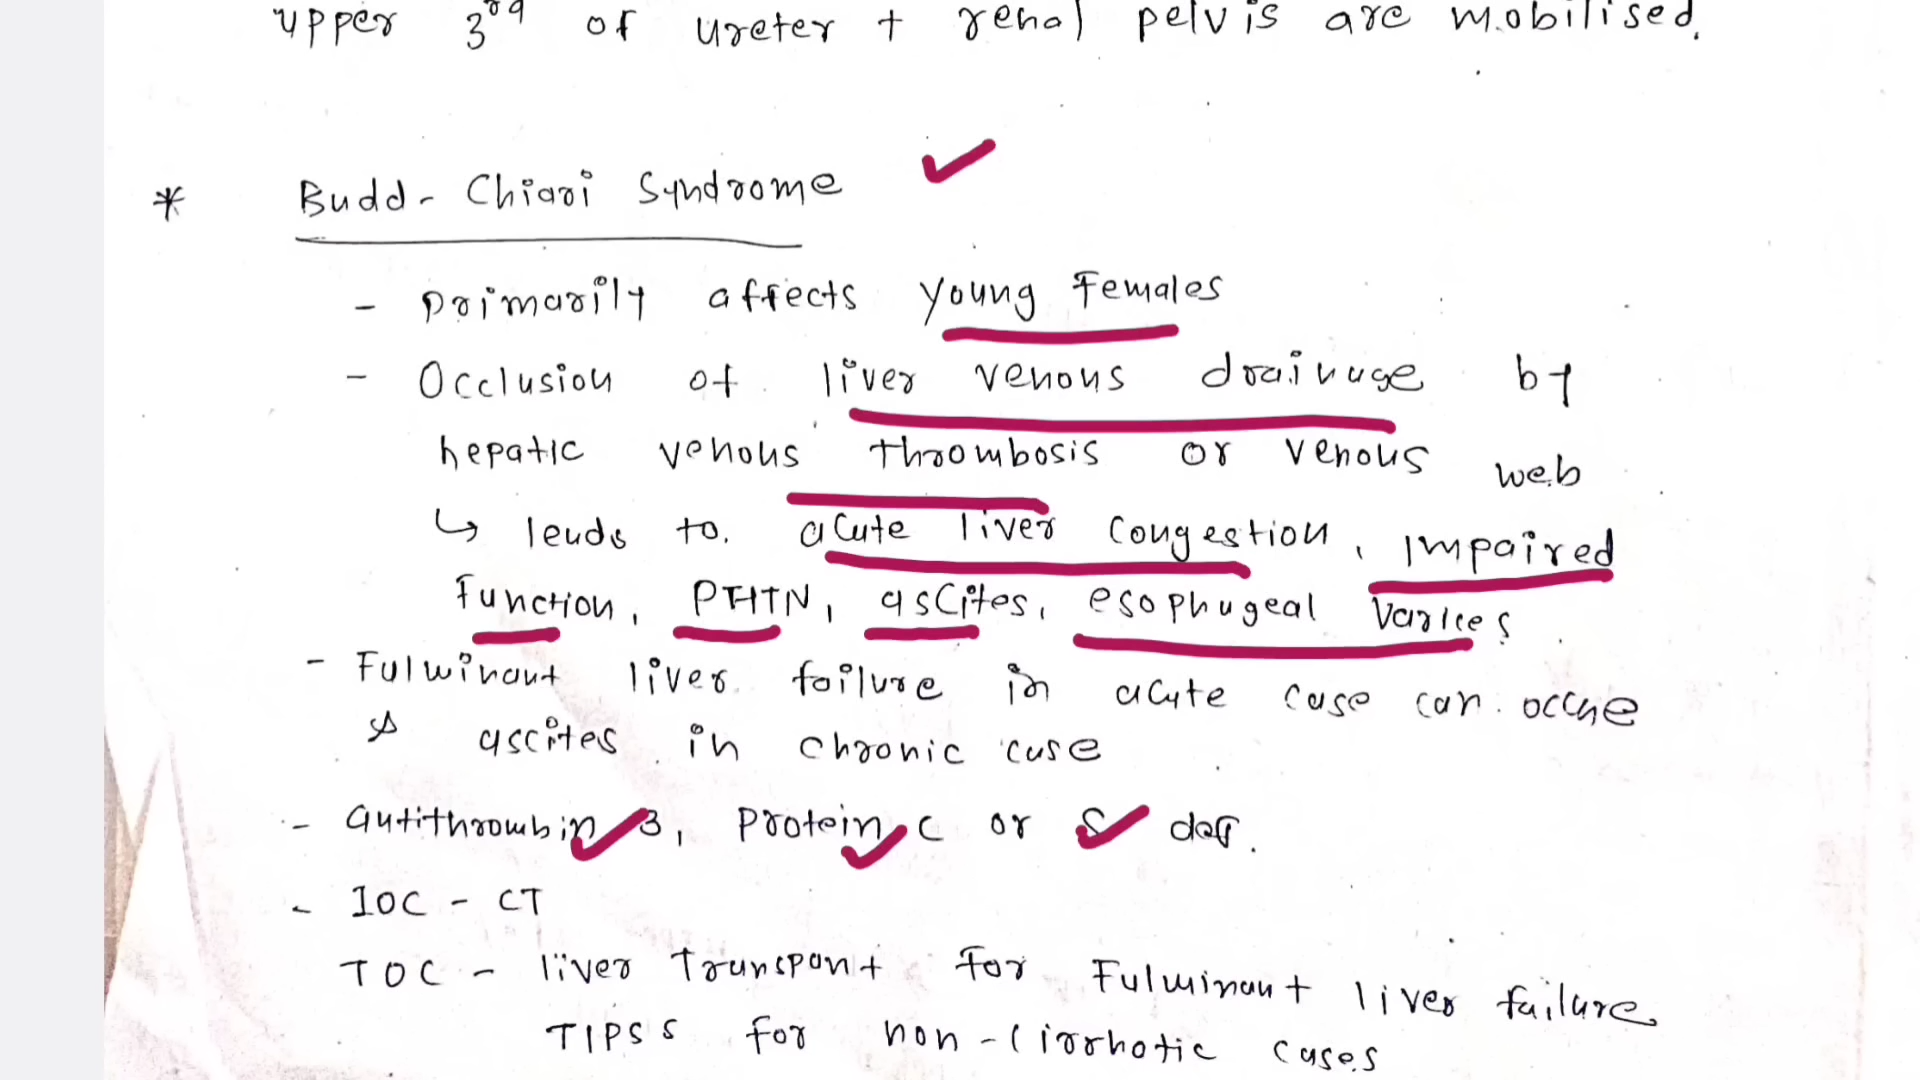 upper 3rd of ureter + renal pelvis are mobilised.
* Budd - Chiari Syndrome
- Primarily affects young Females
- Occlusion of liver venous drainage by
hepatic venous thrombosis or venous web
↳ leads to acute liver congestion, Impaired
Function, PHTN, ascites, esophageal varices
- Fulminant liver failure in acute case can occue
& ascites in chronic case
- Antithrombin 3, Protein C or S def.
- IOC - CT
TOC - liver Transpant for Fulminant liver failure
TIPSS for non-cirrhotic cases